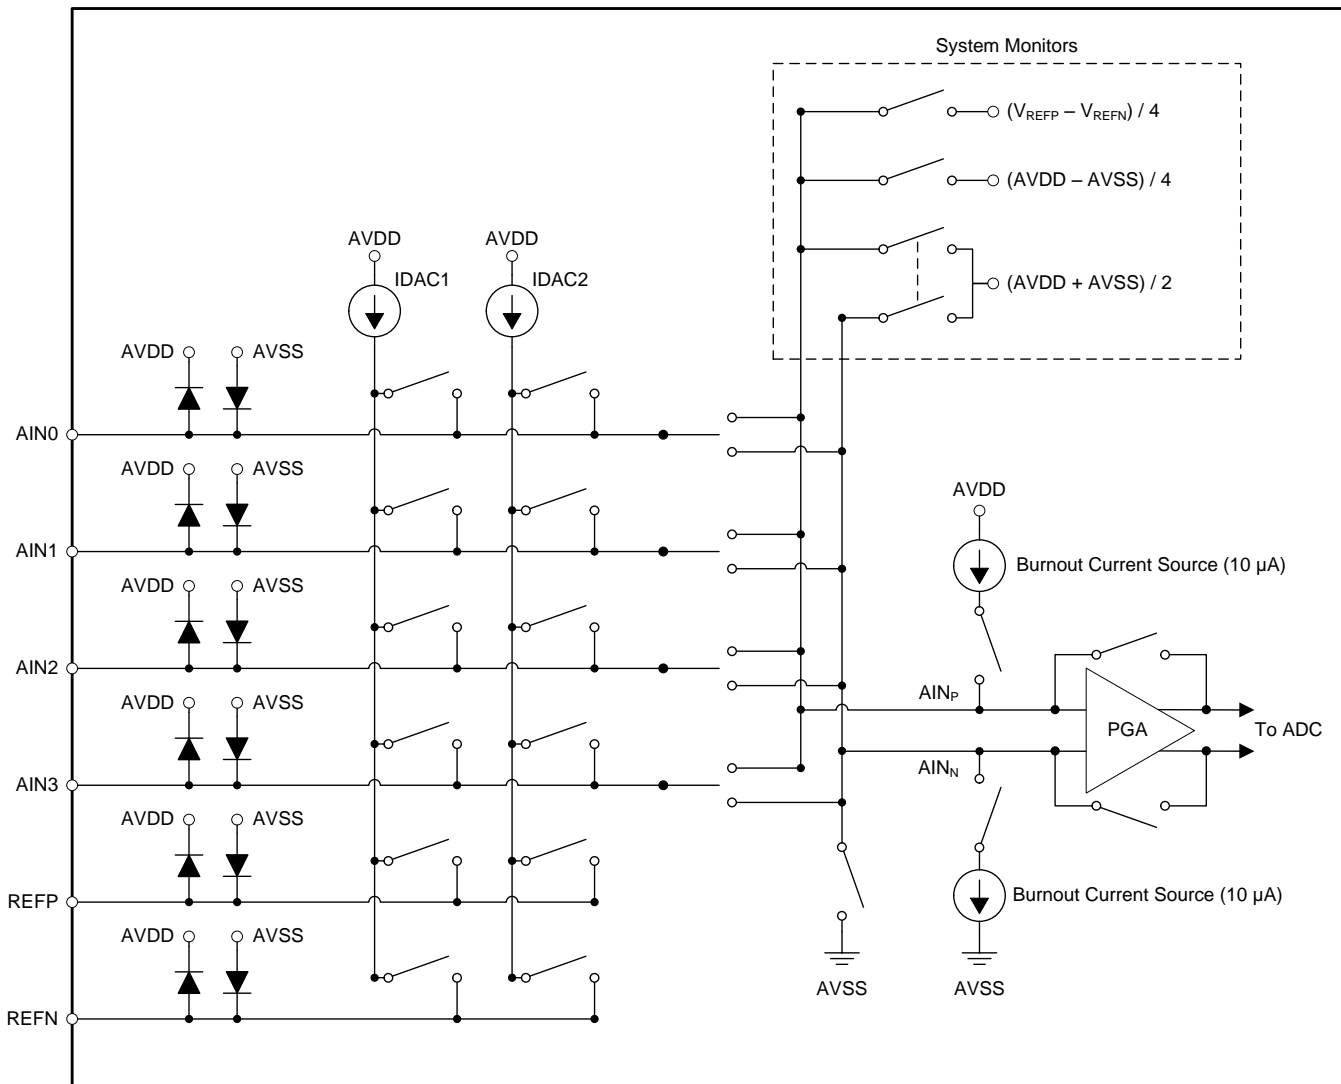 System Monitors
(VREFP – VREFN) / 4
(AVDD – AVSS) / 4
(AVDD + AVSS) / 2
AVDD
AVDD
IDAC1
IDAC2
AVDD
AVSS
AIN0
AVDD
AVSS
AIN1
AVDD
AVSS
AIN2
AVDD
AVSS
AIN3
AVDD
AVSS
REFP
AVDD
AVSS
REFN
AVDD
Burnout Current Source (10 µA)
AINP
PGA
To ADC
AINN
Burnout Current Source (10 µA)
AVSS
AVSS